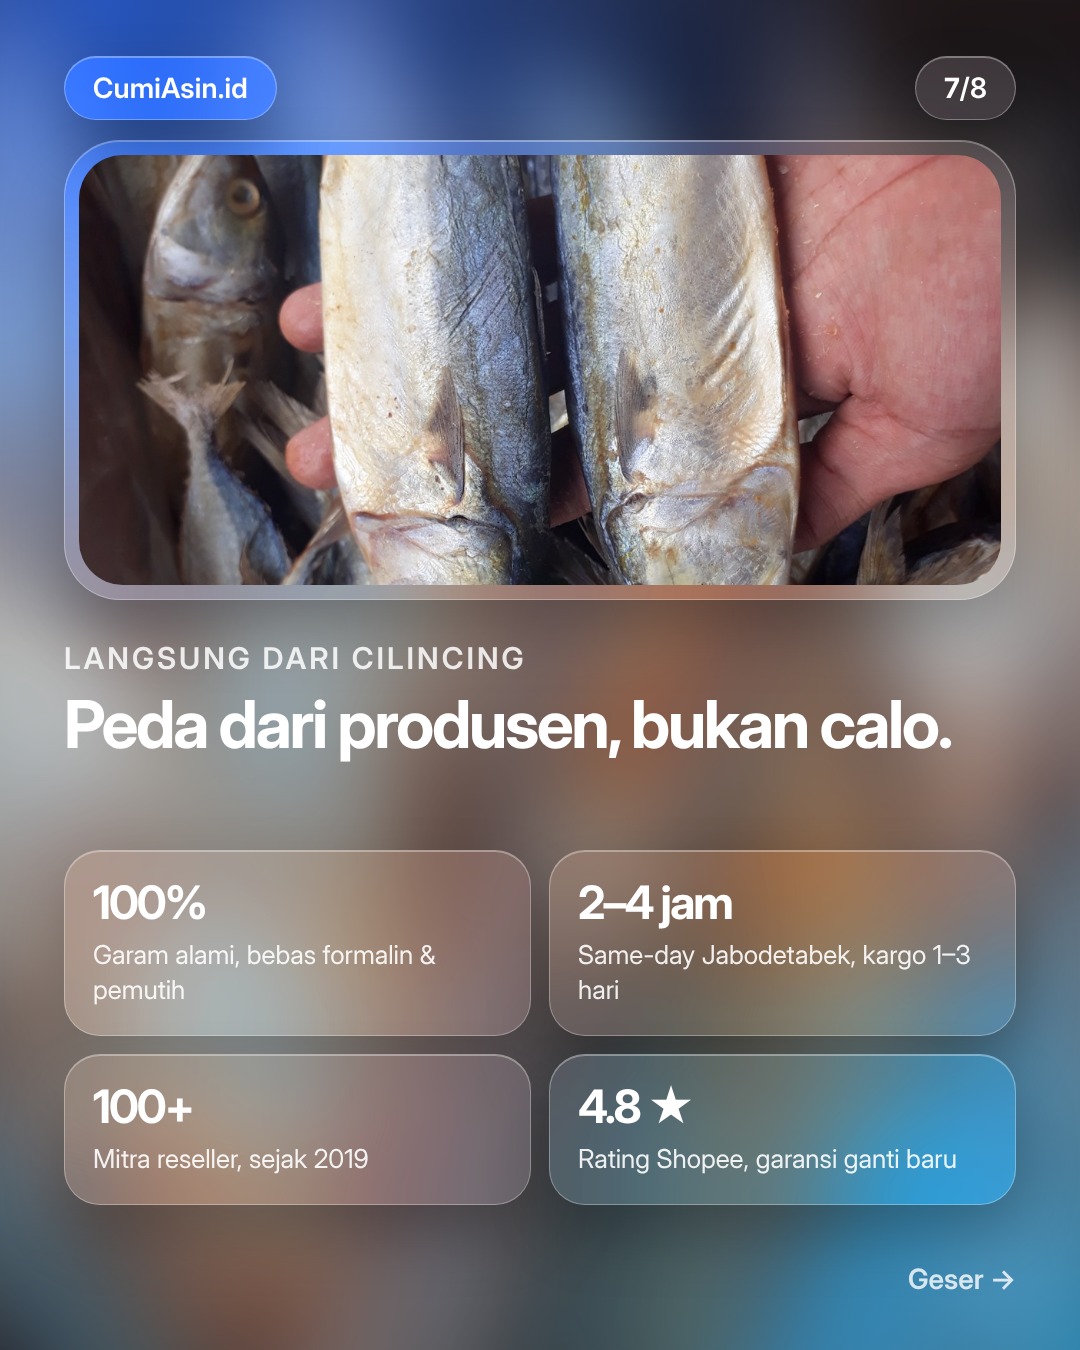 CumiAsin.id
7/8
LANGSUNG DARI CILINCING
Peda dari produsen, bukan calo.
100%
Garam alami, bebas formalin &
pemutih
2–4 jam
Same-day Jabodetabek, kargo 1–3
hari
100+
Mitra reseller, sejak 2019
4.8 ★
Rating Shopee, garansi ganti baru
Geser →